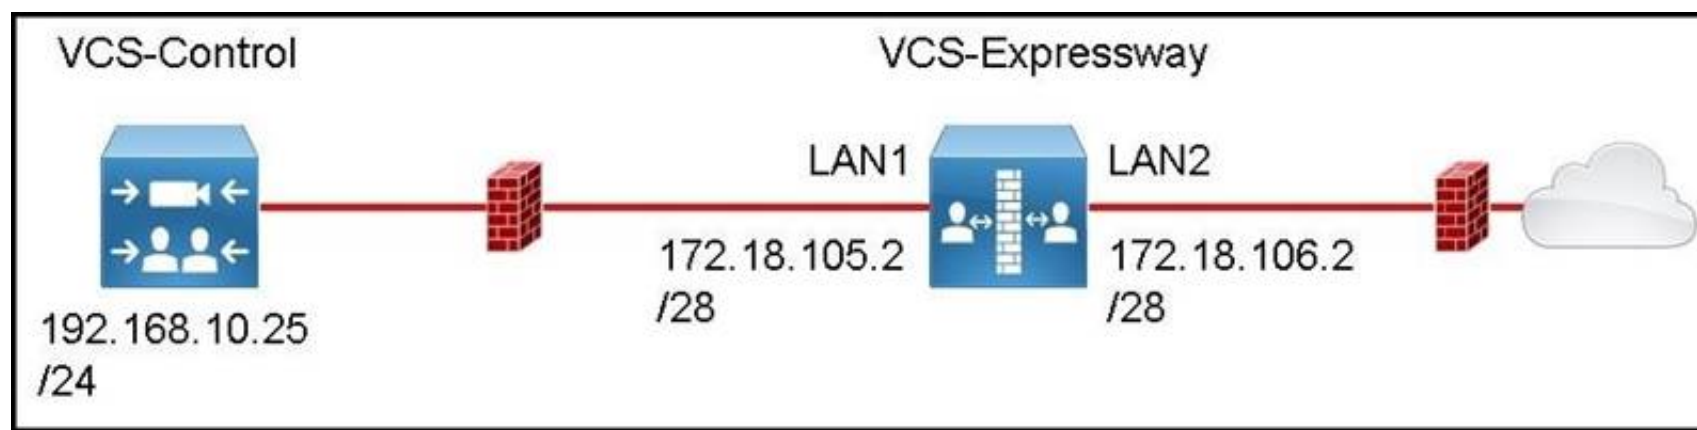 VCS-Control
VCS-Expressway
LAN1
LAN2
172.18.105.2
/28
172.18.106.2
/28
192.168.10.25
/24